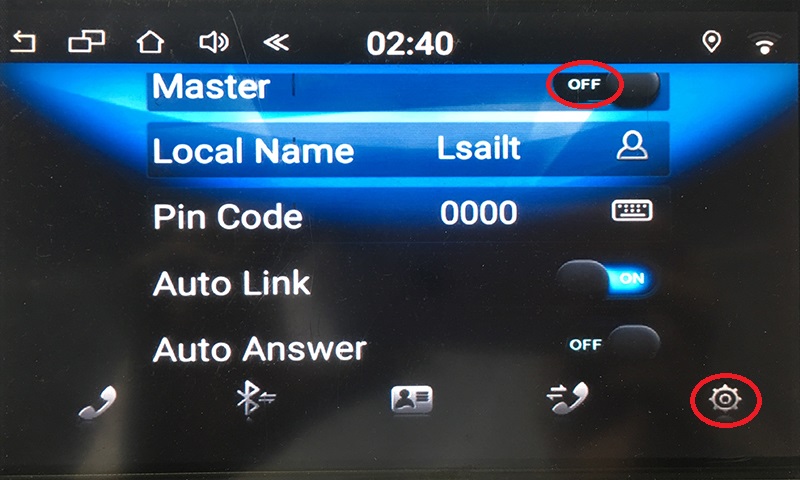 02:40
Master OFF
Local Name Lsailt
Pin Code 0000
Auto Link ON
Auto Answer OFF